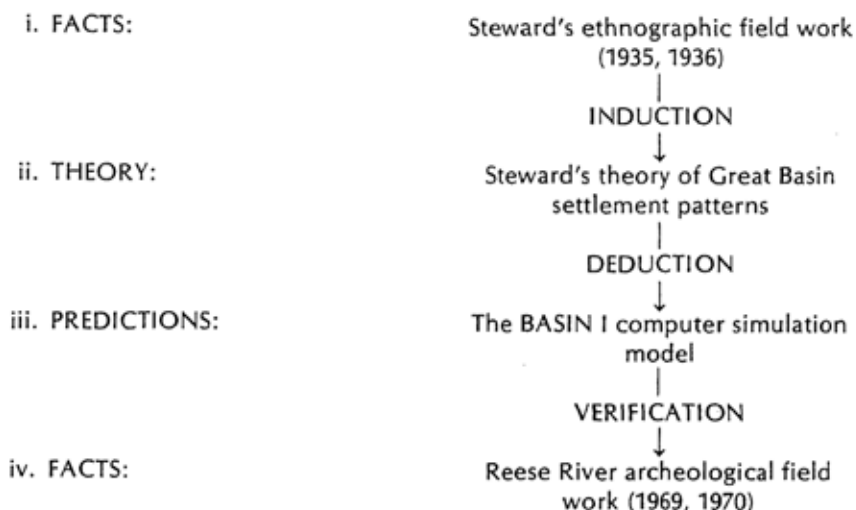 i. FACTS: Steward's ethnographic field work
(1935, 1936)
INDUCTION
ii. THEORY: Steward's theory of Great Basin
settlement patterns
DEDUCTION
iii. PREDICTIONS: The BASIN I computer simulation
model
VERIFICATION
iv. FACTS: Reese River archeological field
work (1969, 1970)